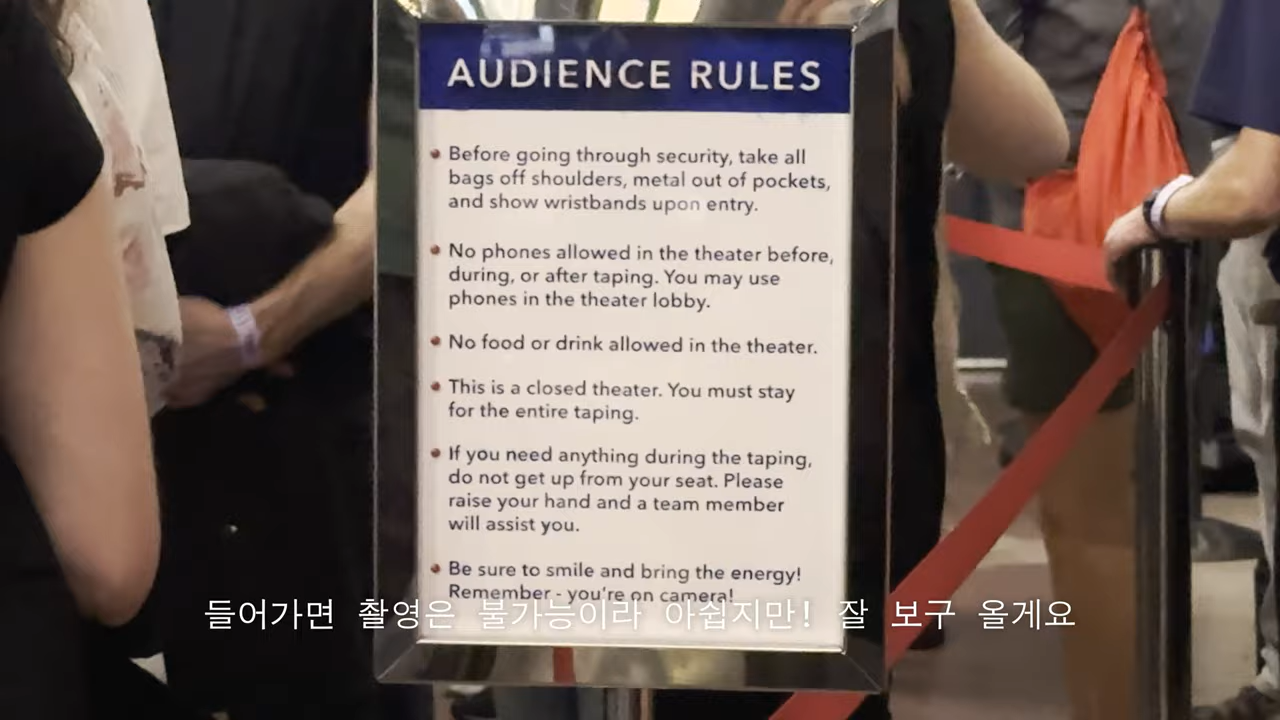 AUDIENCE RULES
• Before going through security, take all
bags off shoulders, metal out of pockets,
and show wristbands upon entry.
• No phones allowed in the theater before,
during, or after taping. You may use
phones in the theater lobby.
• No food or drink allowed in the theater.
• This is a closed theater. You must stay
for the entire taping.
• If you need anything during the taping,
do not get up from your seat. Please
raise your hand and a team member
will assist you.
• Be sure to smile and bring the energy!
Remember - you're on camera!
들어가면 촬영은 불가능이라 아쉽지만! 잘 보구 올게요